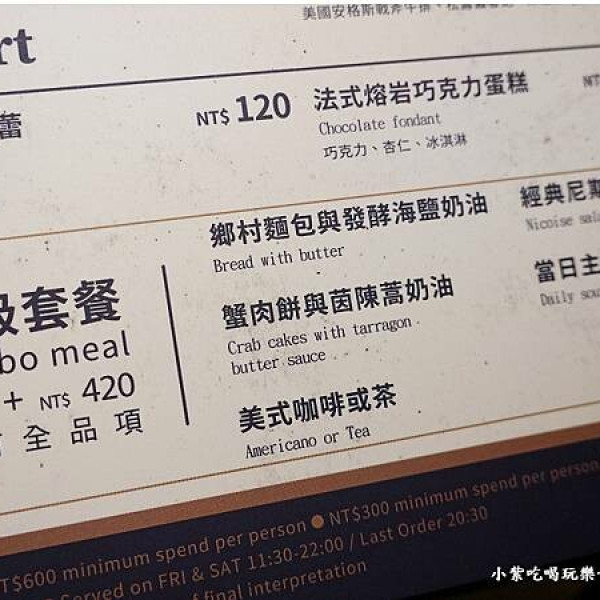 美國安格斯戰斧牛排、
rt
蕾 NT$ 120
法式熔岩巧克力蛋糕
Chocolate fondant
巧克力、杏仁、冰淇淋
NT
級套餐
bo meal
+ NT$ 420
全品項
鄉村麵包與發酵海鹽奶油
Bread with butter
蟹肉餅與茵陳蒿奶油
Crab cakes with tarragon
butter sauce
美式咖啡或茶
Americano or Tea
經典尼斯
Nicoise sal
當日主
Daily sou
T$600 minimum spend per person ● NT$300 minimum spend per person
Served on FRI & SAT 11:30-22:00 / Last Order 20:30
of final interpretation
小紫吃喝玩樂